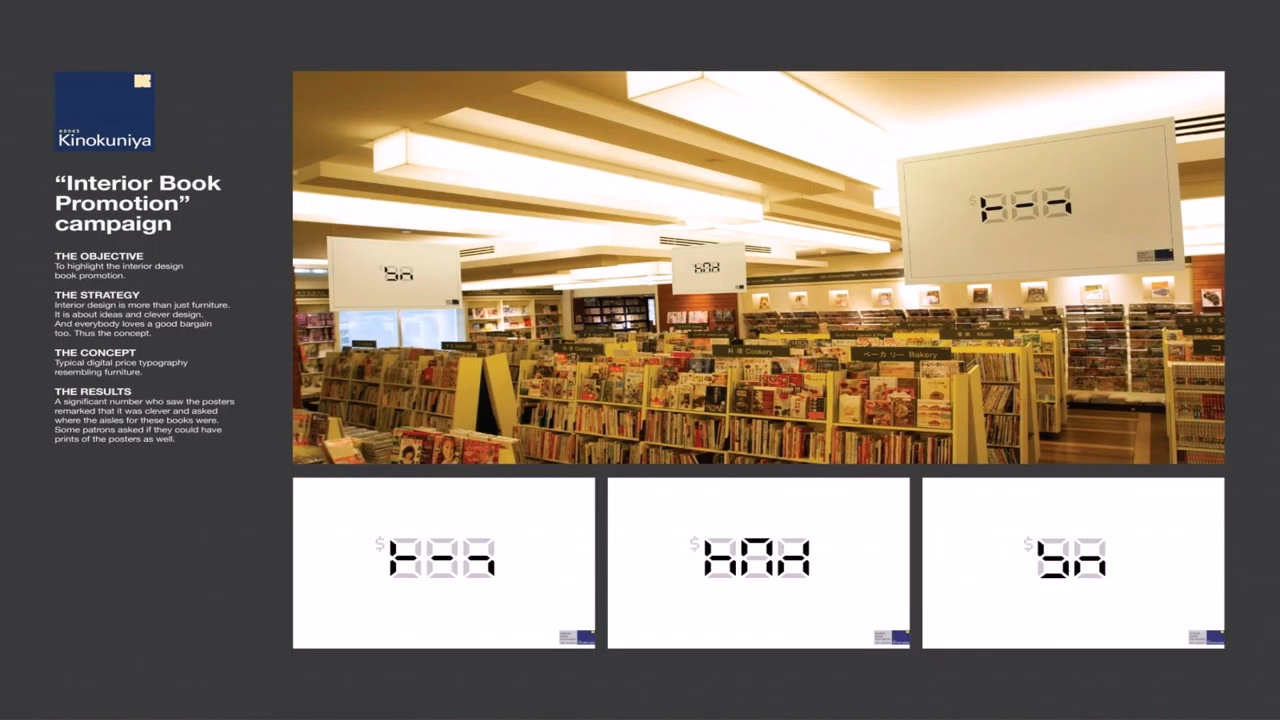 BOOKS
Kinokuniya
“Interior Book
Promotion”
campaign
THE OBJECTIVE
To highlight the interior design
book promotion.
THE STRATEGY
Interior design is more than just furniture.
It is about ideas and clever design.
And everybody loves a good bargain
too. Thus the concept.
THE CONCEPT
Typical digital price typography
resembling furniture.
THE RESULTS
A significant number who saw the posters
remarked that it was clever and asked
where the aisles for these books were.
Some patrons asked if they could have
prints of the posters as well.
$
料理 Cookery
ベーカリー Bakery
$
$
$